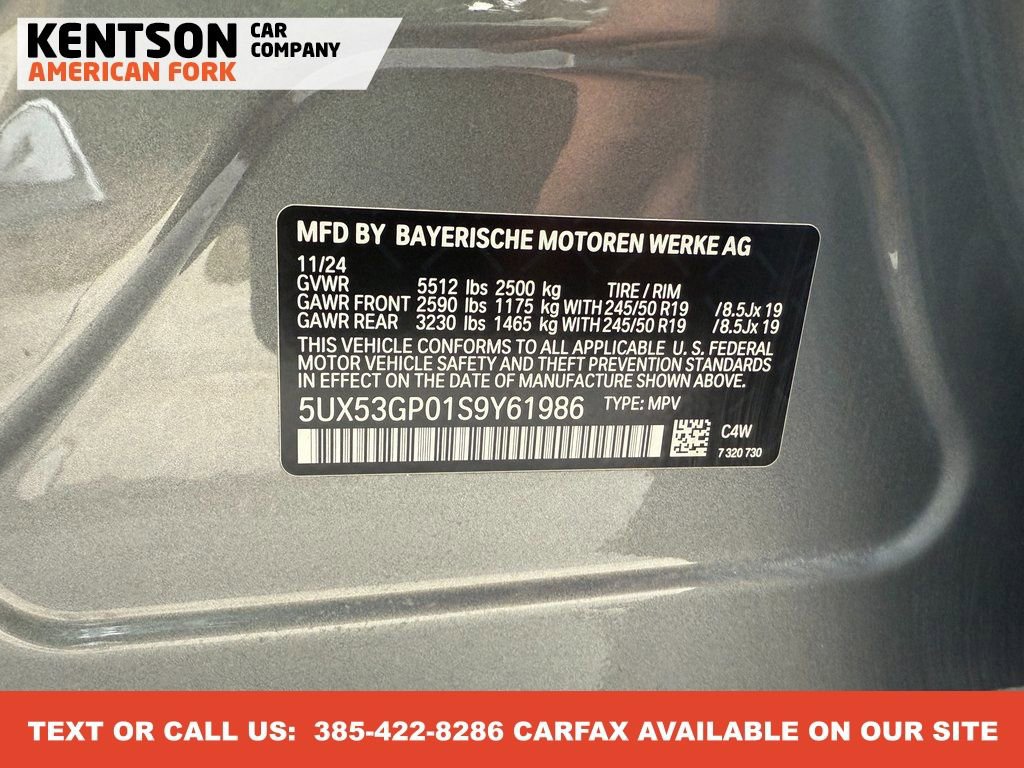 KENTSON CAR
COMPANY
AMERICAN FORK
MFD BY BAYERISCHE MOTOREN WERKE AG
11/24
GVWR 5512 lbs 2500 kg TIRE / RIM
GAWR FRONT 2590 lbs 1175 kg WITH 245/50 R19 / 8.5Jx 19
GAWR REAR 3230 lbs 1465 kg WITH 245/50 R19 / 8.5Jx 19
THIS VEHICLE CONFORMS TO ALL APPLICABLE U. S. FEDERAL
MOTOR VEHICLE SAFETY AND THEFT PREVENTION STANDARDS
IN EFFECT ON THE DATE OF MANUFACTURE SHOWN ABOVE.
5UX53GP01S9Y61986 TYPE: MPV
C4W
7 320 730
TEXT OR CALL US: 385-422-8286 CARFAX AVAILABLE ON OUR SITE